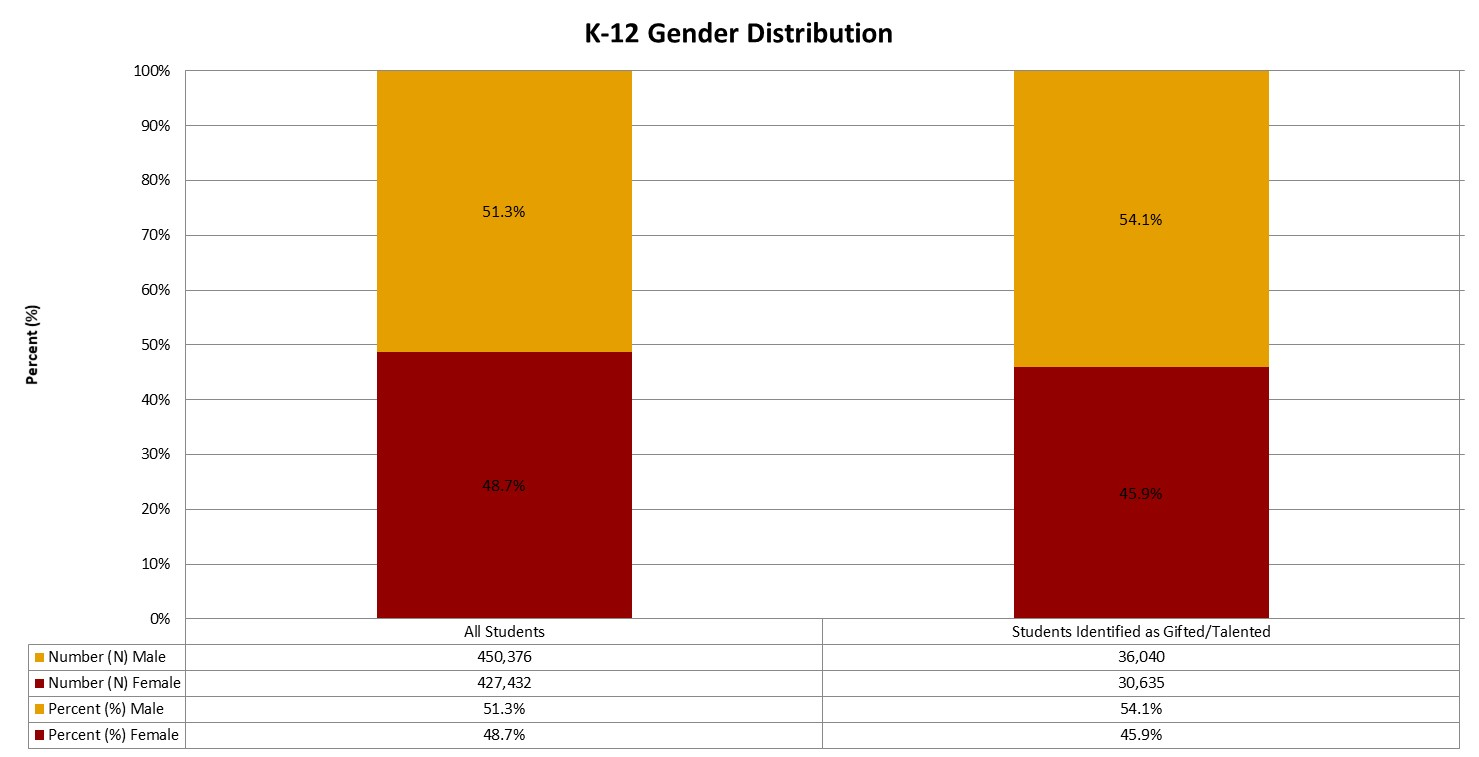 K-12 Gender Distribution
Percent (%)
100%
90%
80%
70%
60%
50%
40%
30%
20%
10%
0%
51.3%
54.1%
48.7%
45.9%
All Students Students Identified as Gifted/Talented
Number (N) Male 450,376 36,040
Number (N) Female 427,432 30,635
Percent (%) Male 51.3% 54.1%
Percent (%) Female 48.7% 45.9%